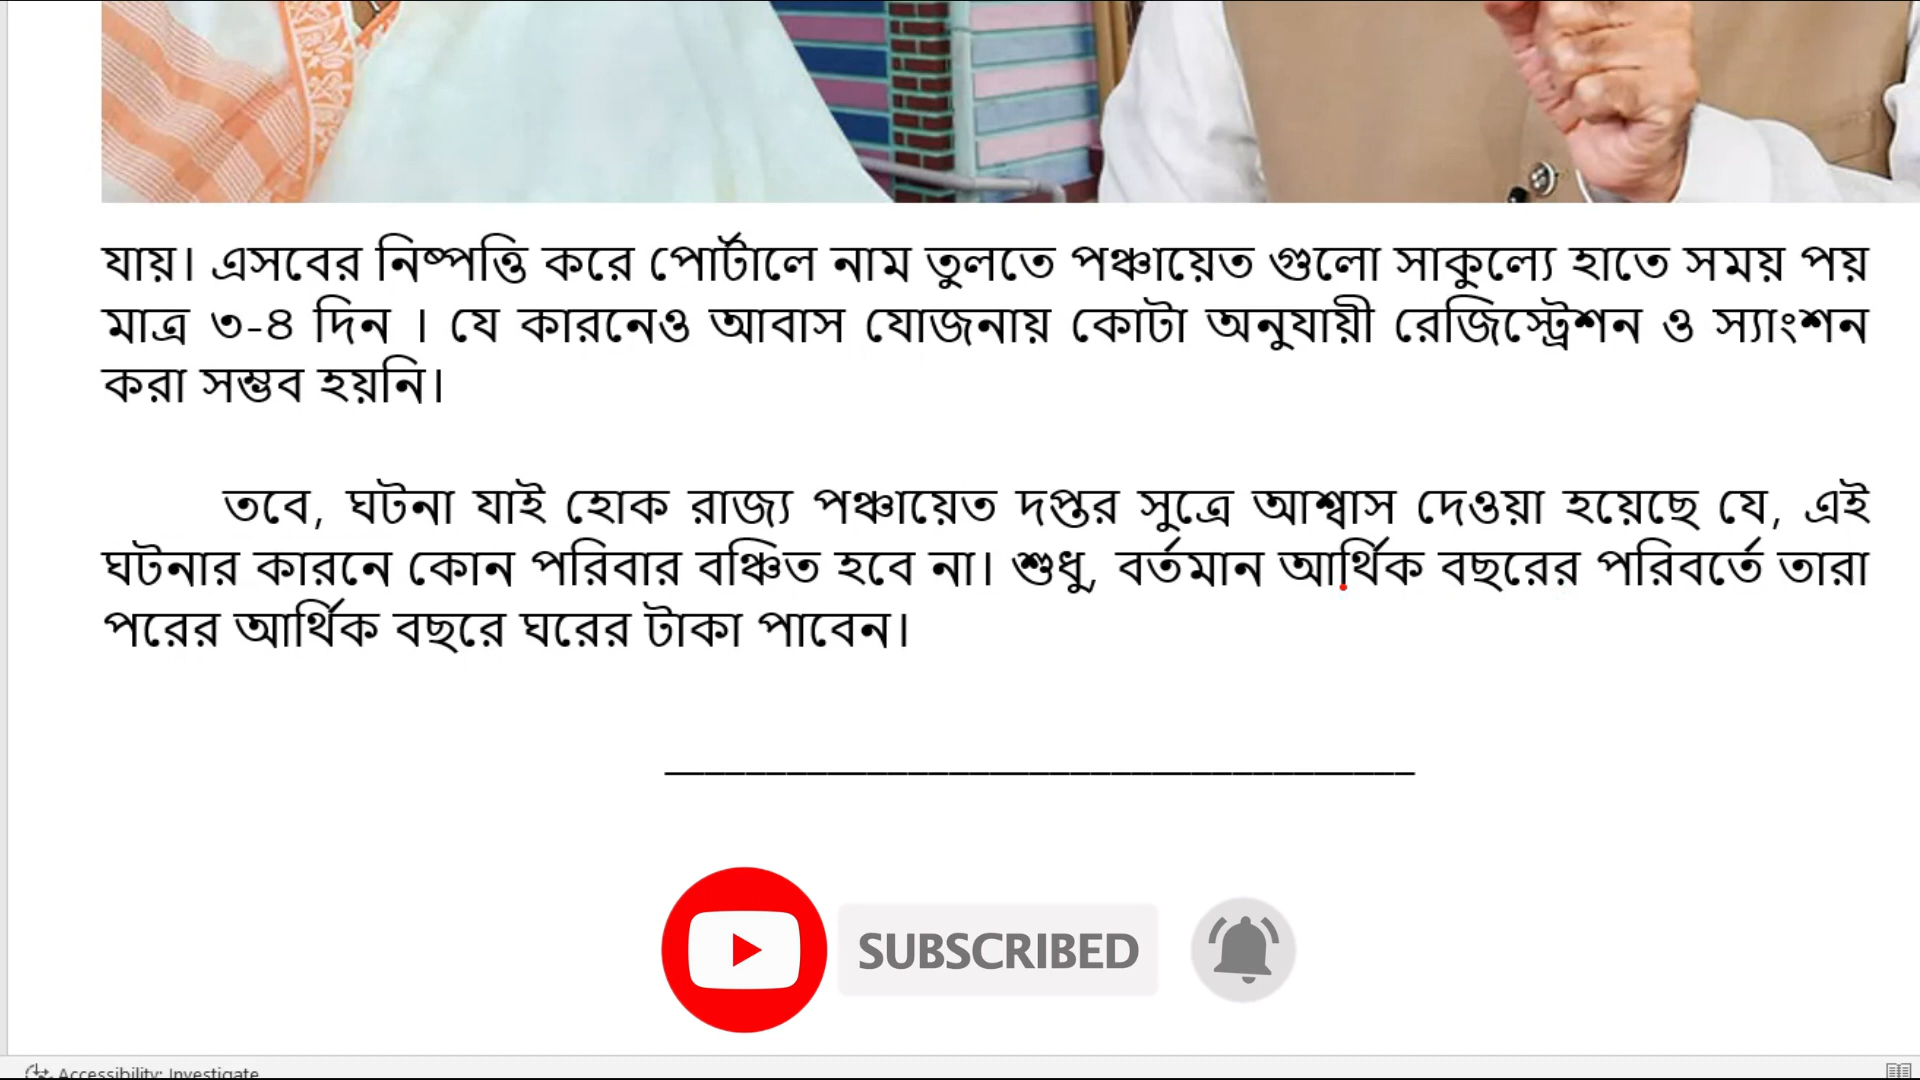 যায়। এসবের নিষ্পত্তি করে পোর্টালে নাম তুলতে পঞ্চায়েত গুলো সাকুল্যে হাতে সময় পয়
মাত্র ৩-৪ দিন । যে কারনেও আবাস যোজনায় কোটা অনুযায়ী রেজিস্ট্রেশন ও স্যাংশন
করা সম্ভব হয়নি।
তবে, ঘটনা যাই হোক রাজ্য পঞ্চায়েত দপ্তর সুত্রে আশ্বাস দেওয়া হয়েছে যে, এই
ঘটনার কারনে কোন পরিবার বঞ্চিত হবে না। শুধু, বর্তমান আর্থিক বছরের পরিবর্তে তারা
পরের আর্থিক বছরে ঘরের টাকা পাবেন।
SUBSCRIBED
Accessibility: Investigate